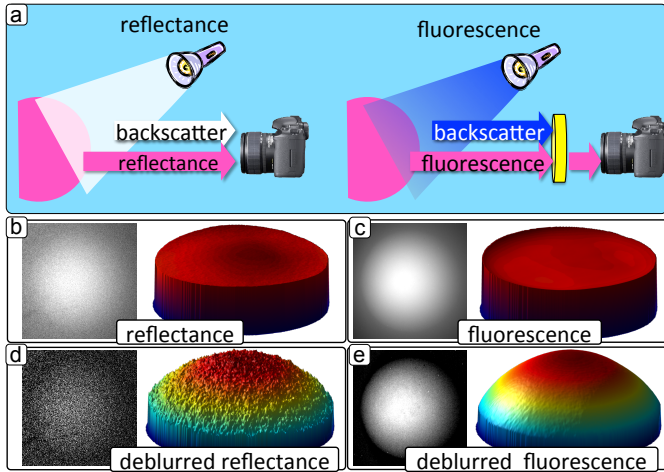 a
reflectance
fluorescence
backscatter
reflectance
backscatter
fluorescence
b
reflectance
c
fluorescence
d
deblurred reflectance
e
deblurred fluorescence